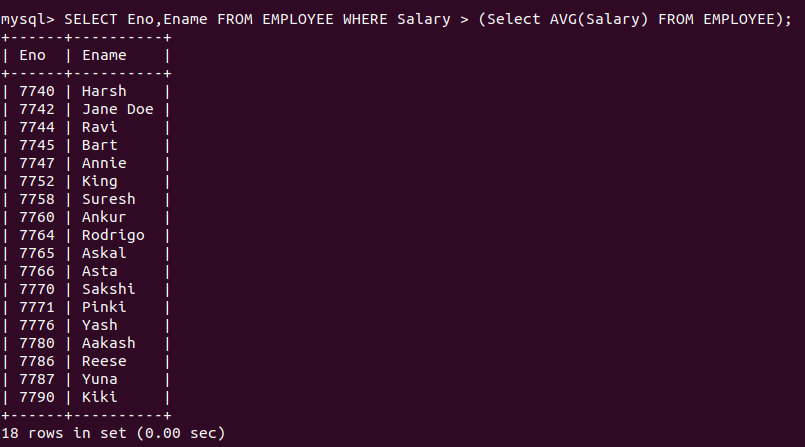 mysql> SELECT Eno,Ename FROM EMPLOYEE WHERE Salary > (Select AVG(Salary) FROM EMPLOYEE);
+------+----------+
| Eno  | Ename    |
+------+----------+
| 7740 | Harsh    |
| 7742 | Jane Doe |
| 7744 | Ravi     |
| 7745 | Bart     |
| 7747 | Annie    |
| 7752 | King     |
| 7758 | Suresh   |
| 7760 | Ankur    |
| 7764 | Rodrigo  |
| 7765 | Askal    |
| 7766 | Asta     |
| 7770 | Sakshi   |
| 7771 | Pinki    |
| 7776 | Yash     |
| 7780 | Aakash   |
| 7786 | Reese    |
| 7787 | Yuna     |
| 7790 | Kiki     |
+------+----------+
18 rows in set (0.00 sec)